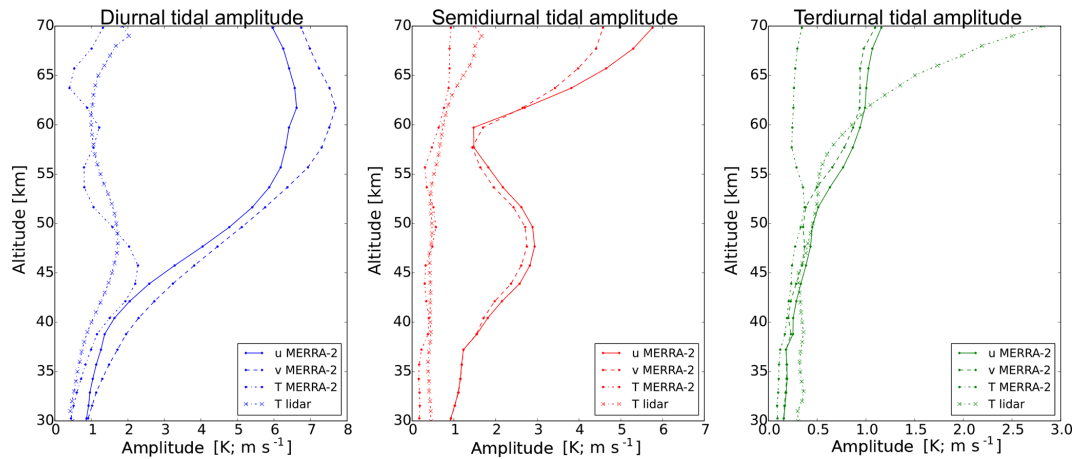 Diurnal tidal amplitude
70
65
60
55
50
45
40
35
30
Altitude [km]
0 1 2 3 4 5 6 7 8
Amplitude [K; m s⁻¹]
u MERRA-2
v MERRA-2
T MERRA-2
T lidar
Semidiurnal tidal amplitude
70
65
60
55
50
45
40
35
30
Altitude [km]
0 1 2 3 4 5 6 7
Amplitude [K; m s⁻¹]
u MERRA-2
v MERRA-2
T MERRA-2
T lidar
Terdiurnal tidal amplitude
70
65
60
55
50
45
40
35
30
Altitude [km]
0.0 0.5 1.0 1.5 2.0 2.5 3.0
Amplitude [K; m s⁻¹]
u MERRA-2
v MERRA-2
T MERRA-2
T lidar